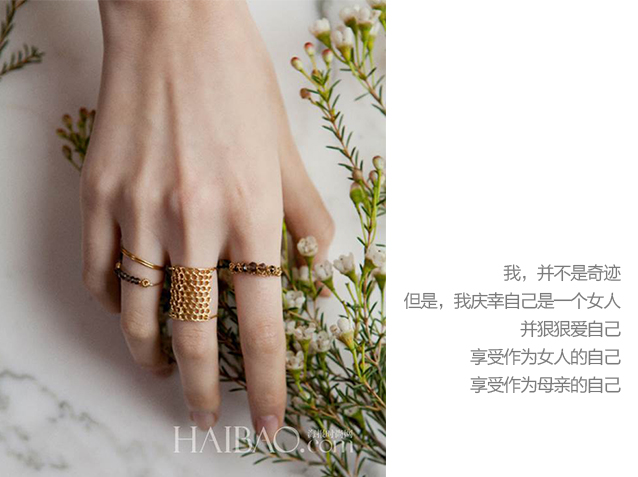 我，并不是奇迹
但是，我庆幸自己是一个女人
并狠狠爱自己
享受作为女人的自己
享受作为母亲的自己
HAIBAO.com